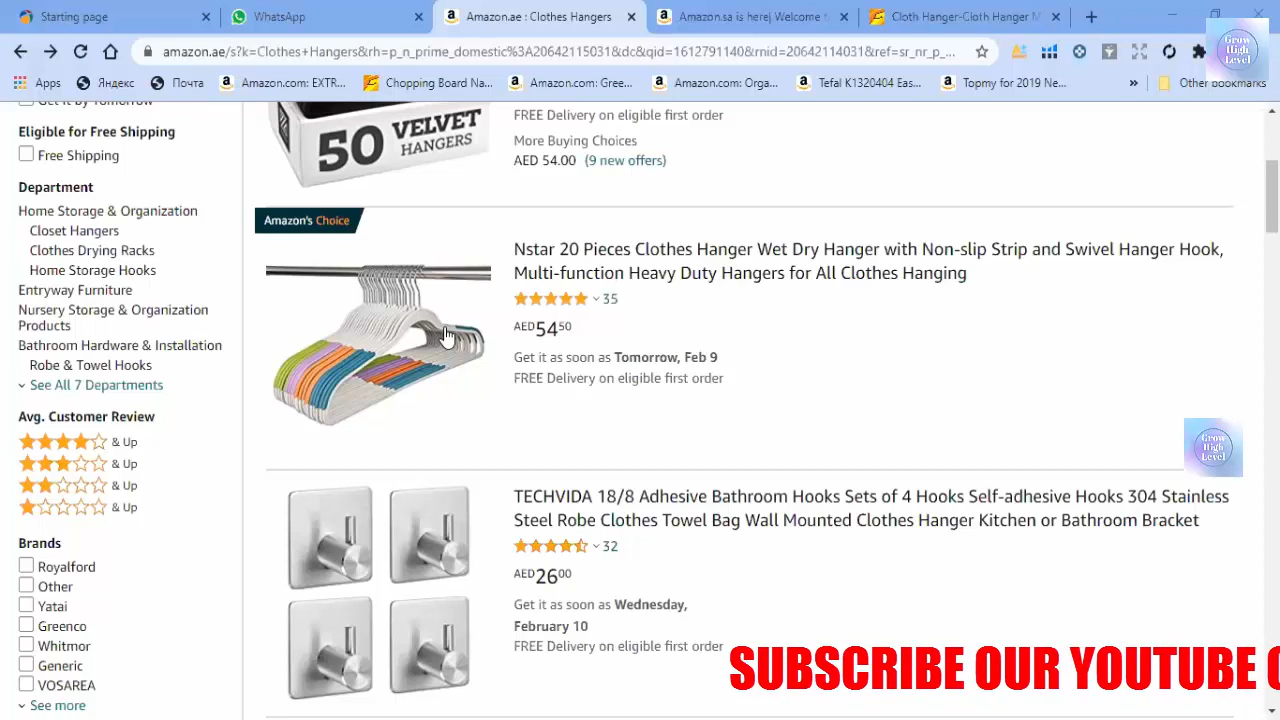 Starting page
WhatsApp
Amazon.ae : Clothes Hangers
Amazon.sa is here| Welcome t
Cloth Hanger-Cloth Hanger M
amazon.ae/s?k=Clothes+Hangers&rh=p_n_prime_domestic%3A20642115031&dc&qid=1612791140&rnid=20642114031&ref=sr_nr_p_...
Apps
Яндекс
Почта
Amazon.com: EXTR...
Chopping Board Na...
Amazon.com: Gree...
Amazon.com: Orga...
Tefal K1320404 Eas...
Topmy for 2019 Ne...
»
Other bookmarks
Grow
High
Level
Get It by Tomorrow
Eligible for Free Shipping
Free Shipping
Department
Home Storage & Organization
Closet Hangers
Clothes Drying Racks
Home Storage Hooks
Entryway Furniture
Nursery Storage & Organization
Products
Bathroom Hardware & Installation
Robe & Towel Hooks
See All 7 Departments
Avg. Customer Review
& Up
& Up
& Up
& Up
Brands
Royalford
Other
Yatai
Greenco
Whitmor
Generic
VOSAREA
See more
50 VELVET
HANGERS
FREE Delivery on eligible first order
More Buying Choices
AED 54.00 (9 new offers)
Amazon's Choice
Nstar 20 Pieces Clothes Hanger Wet Dry Hanger with Non-slip Strip and Swivel Hanger Hook,
Multi-function Heavy Duty Hangers for All Clothes Hanging
35
AED5450
Get it as soon as Tomorrow, Feb 9
FREE Delivery on eligible first order
Grow
High
Level
TECHVIDA 18/8 Adhesive Bathroom Hooks Sets of 4 Hooks Self-adhesive Hooks 304 Stainless
Steel Robe Clothes Towel Bag Wall Mounted Clothes Hanger Kitchen or Bathroom Bracket
32
AED2600
Get it as soon as Wednesday,
February 10
FREE Delivery on eligible first order
SUBSCRIBE OUR YOUTUBE